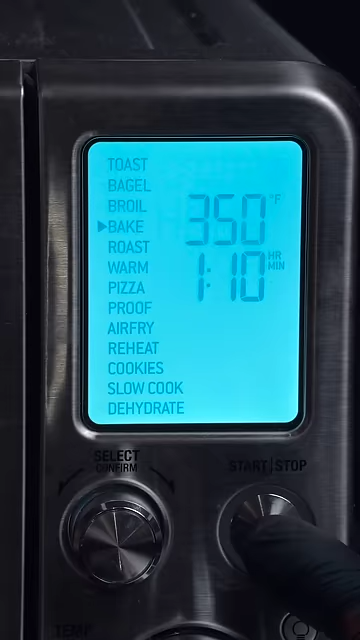 TOAST
BAGEL
BROIL
BAKE
ROAST
WARM
PIZZA
PROOF
AIRFRY
REHEAT
COOKIES
SLOW COOK
DEHYDRATE
350 °F
1:10 HR MIN
SELECT
CONFIRM
START|STOP
TEMP